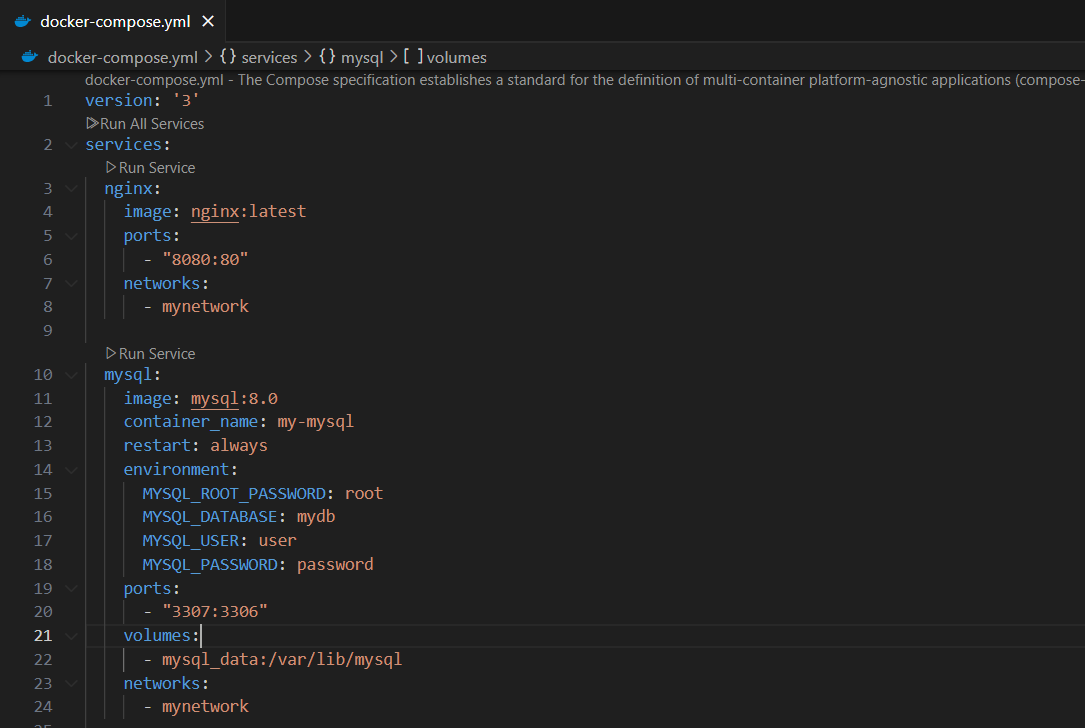 docker-compose.yml ×
docker-compose.yml > {} services > {} mysql > [ ] volumes
docker-compose.yml - The Compose specification establishes a standard for the definition of multi-container platform-agnostic applications (compose-
1 version: '3'
Run All Services
2 services:
Run Service
3 nginx:
4 image: nginx:latest
5 ports:
6 - "8080:80"
7 networks:
8 - mynetwork
9
Run Service
10 mysql:
11 image: mysql:8.0
12 container_name: my-mysql
13 restart: always
14 environment:
15 MYSQL_ROOT_PASSWORD: root
16 MYSQL_DATABASE: mydb
17 MYSQL_USER: user
18 MYSQL_PASSWORD: password
19 ports:
20 - "3307:3306"
21 volumes:
22 - mysql_data:/var/lib/mysql
23 networks:
24 - mynetwork